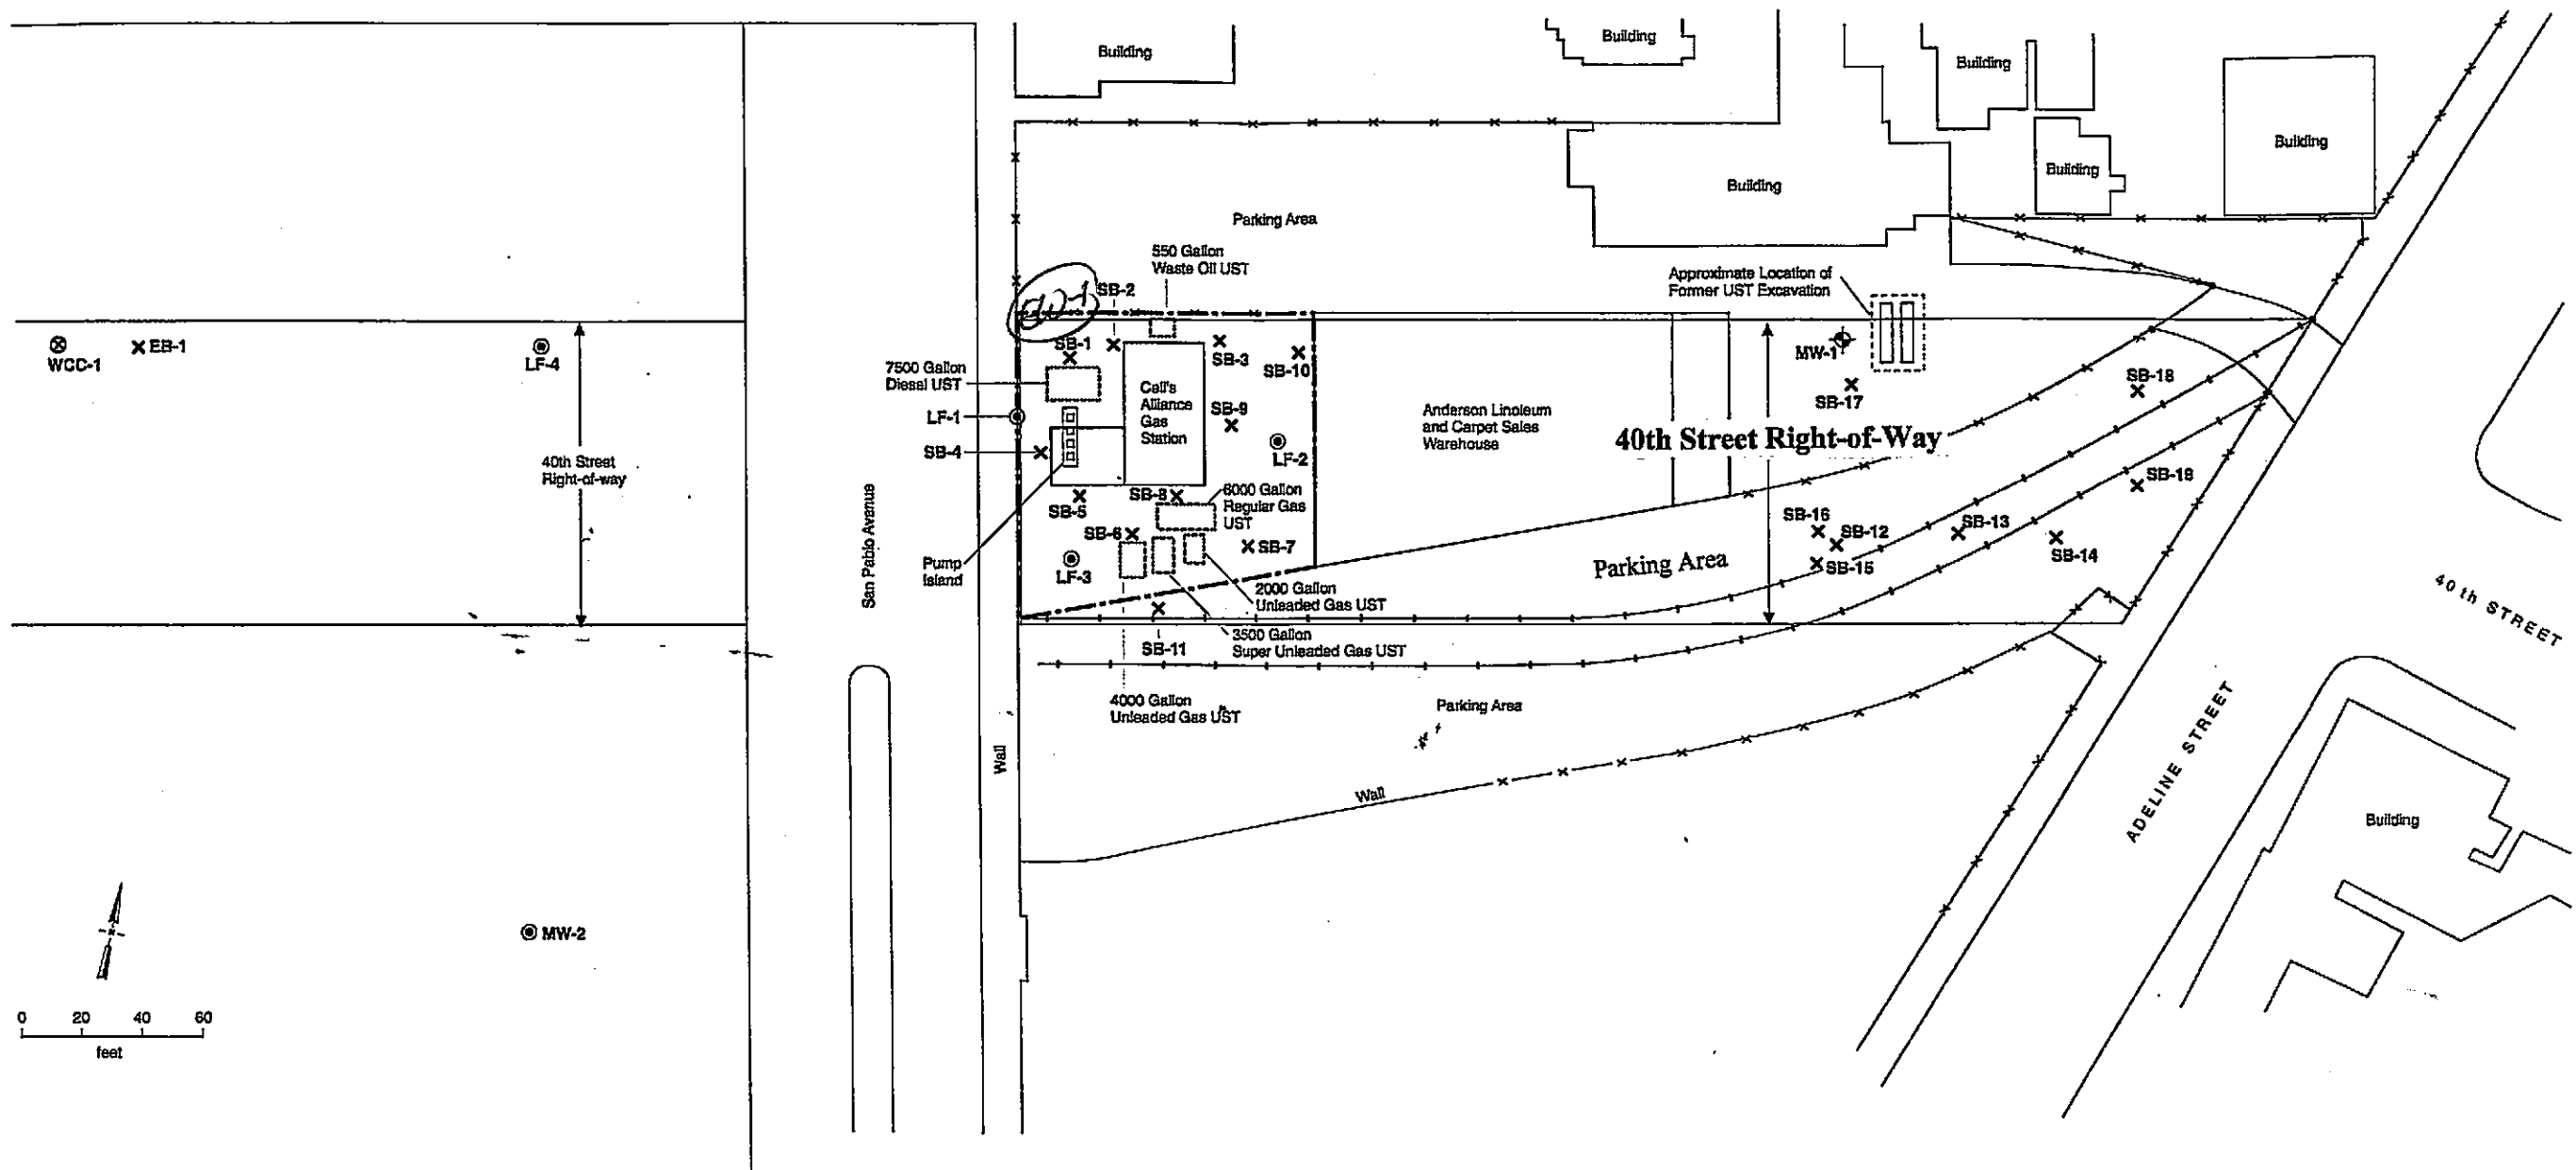 Building
Building
Building
Building
Building
Building
Parking Area
550 Gallon
Waste Oil UST
Approximate Location of
Former UST Excavation
SB-2
WCC-1
EB-1
LF-4
SB-1
SB-3
SB-10
MW-1
SB-17
SB-18
7500 Gallon
Diesel UST
LF-1
SB-4
Cell's
Alliance
Gas
Station
SB-9
LF-2
Anderson Linoleum
and Carpet Sales
Warehouse
40th Street Right-of-Way
40th Street
Right-of-way
San Pablo Avenue
SB-5
SB-8
6000 Gallon
Regular Gas
UST
SB-6
SB-7
SB-16
SB-12
SB-15
SB-13
SB-14
SB-18
Pump
Island
LF-3
Parking Area
2000 Gallon
Unleaded Gas UST
3500 Gallon
Super Unleaded Gas UST
SB-11
4000 Gallon
Unleaded Gas UST
Parking Area
Wall
Wall
40th STREET
ADELINE STREET
Building
MW-2
0 20 40 60
feet